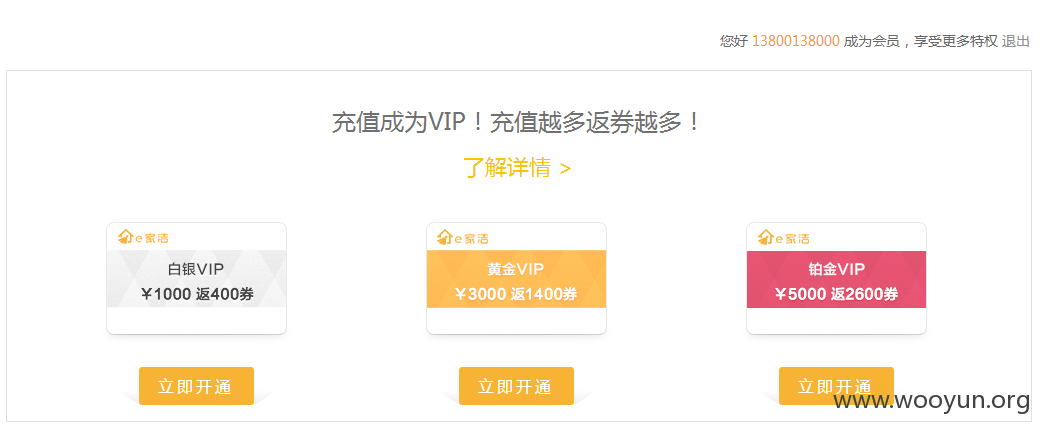 您好 13800138000 成为会员，享受更多特权 退出
充值成为VIP！充值越多返券越多！
了解详情 >
e家洁
白银VIP
¥1000 返400券
立即开通
e家洁
黄金VIP
¥3000 返1400券
立即开通
e家洁
铂金VIP
¥5000 返2600券
立即开通
www.wooyun.org